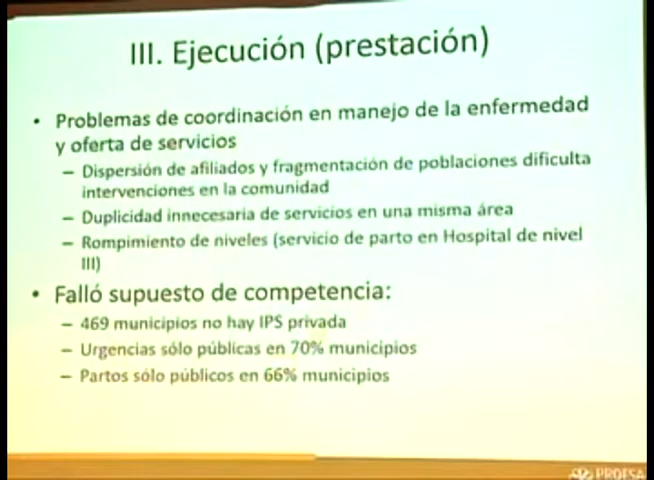 III. Ejecución (prestación)
• Problemas de coordinación en manejo de la enfermedad
y oferta de servicios
– Dispersión de afiliados y fragmentación de poblaciones dificulta
intervenciones en la comunidad
– Duplicidad innecesaria de servicios en una misma área
– Rompimiento de niveles (servicio de parto en Hospital de nivel
III)
• Falló supuesto de competencia:
– 469 municipios no hay IPS privada
– Urgencias sólo públicas en 70% municipios
– Partos sólo públicos en 66% municipios
PROESA